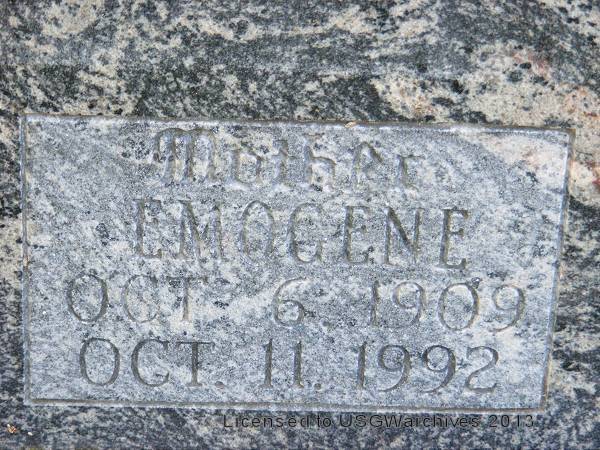 Mother
EMOGENE
OCT 6, 1909
OCT. 11. 1992
Licensed to USGWarchives 2013